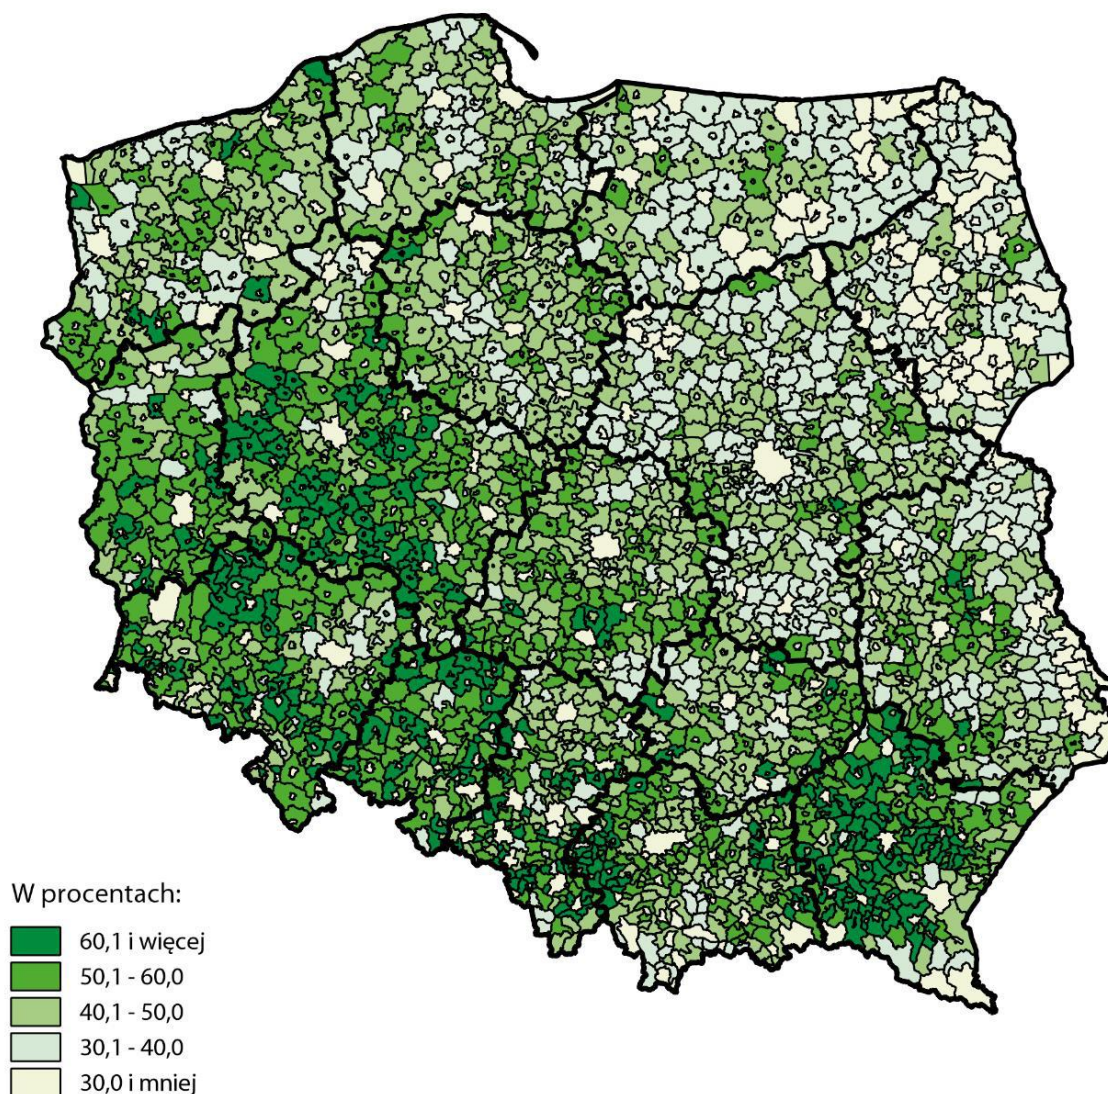 W procentach:
60,1 i więcej
50,1 - 60,0
40,1 - 50,0
30,1 - 40,0
30,0 i mniej